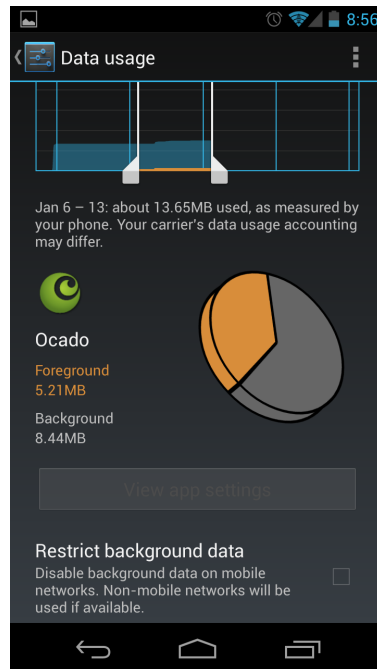 8:56
Data usage
Jan 6 – 13: about 13.65MB used, as measured by
your phone. Your carrier's data usage accounting
may differ.
Ocado
Foreground
5.21MB
Background
8.44MB
View app settings
Restrict background data
Disable background data on mobile
networks. Non-mobile networks will be
used if available.